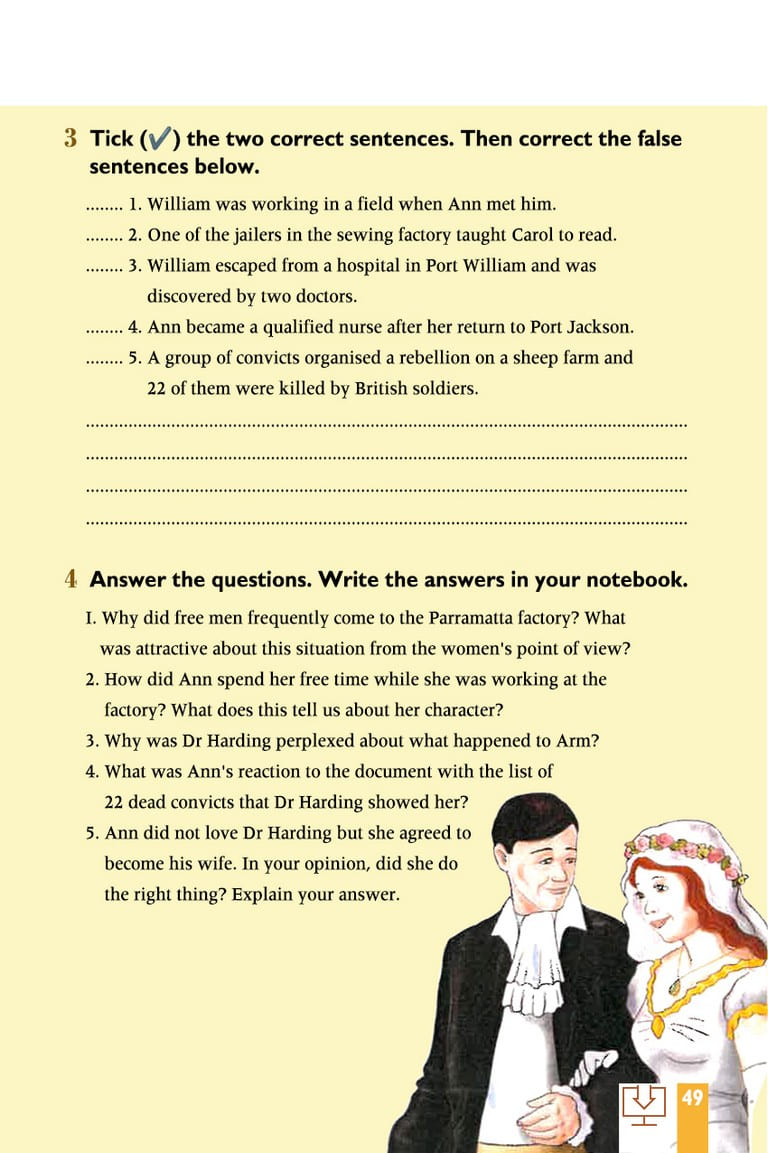 3 Tick (✔) the two correct sentences. Then correct the false
sentences below.
........ 1. William was working in a field when Ann met him.
........ 2. One of the jailers in the sewing factory taught Carol to read.
........ 3. William escaped from a hospital in Port William and was
discovered by two doctors.
........ 4. Ann became a qualified nurse after her return to Port Jackson.
........ 5. A group of convicts organised a rebellion on a sheep farm and
22 of them were killed by British soldiers.
4 Answer the questions. Write the answers in your notebook.
I. Why did free men frequently come to the Parramatta factory? What
was attractive about this situation from the women's point of view?
2. How did Ann spend her free time while she was working at the
factory? What does this tell us about her character?
3. Why was Dr Harding perplexed about what happened to Arm?
4. What was Ann's reaction to the document with the list of
22 dead convicts that Dr Harding showed her?
5. Ann did not love Dr Harding but she agreed to
become his wife. In your opinion, did she do
the right thing? Explain your answer.
49